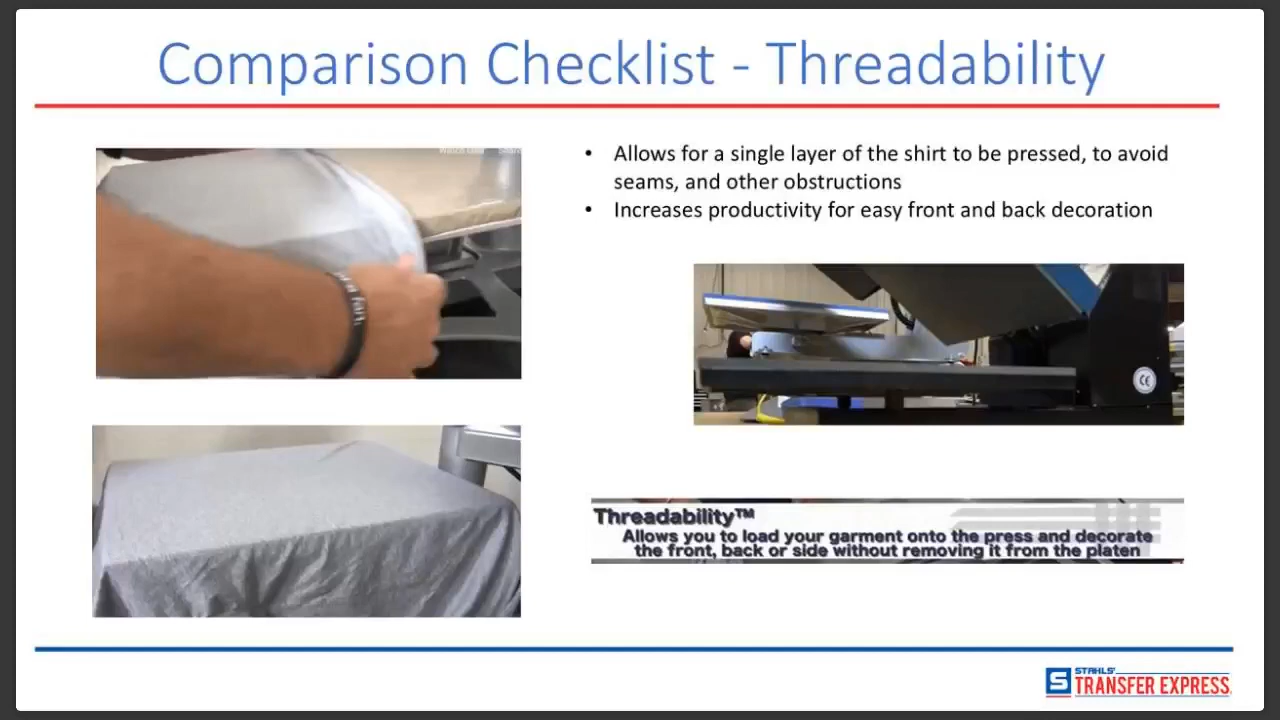 Comparison Checklist - Threadability
• Allows for a single layer of the shirt to be pressed, to avoid
seams, and other obstructions
• Increases productivity for easy front and back decoration
CE
Threadability™
Allows you to load your garment onto the press and decorate
the front, back or side without removing it from the platen
S STAHLS'
TRANSFER EXPRESS